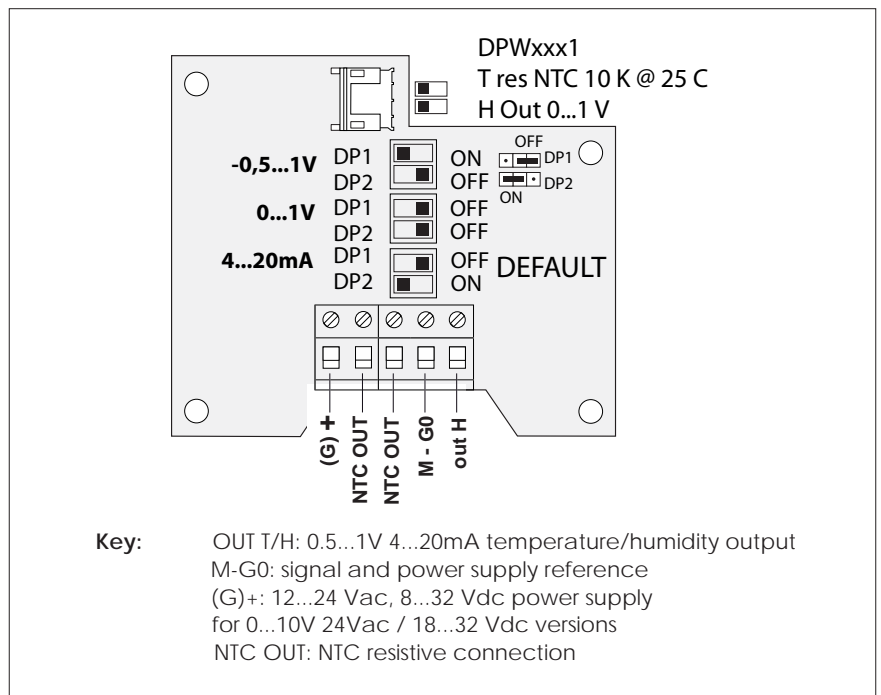 DPWxxx1
T res NTC 10 K @ 25 C
H Out 0...1 V
OFF
DP1
DP2
ON
-0,5...1V DP1 ON
DP2 OFF
0...1V DP1 OFF
DP2 OFF
4...20mA DP1 OFF DEFAULT
DP2 ON
(G) +
NTC OUT
NTC OUT
M - G0
out H
Key: OUT T/H: 0.5...1V 4...20mA temperature/humidity output
M-G0: signal and power supply reference
(G)+: 12...24 Vac, 8...32 Vdc power supply
for 0...10V 24Vac / 18...32 Vdc versions
NTC OUT: NTC resistive connection